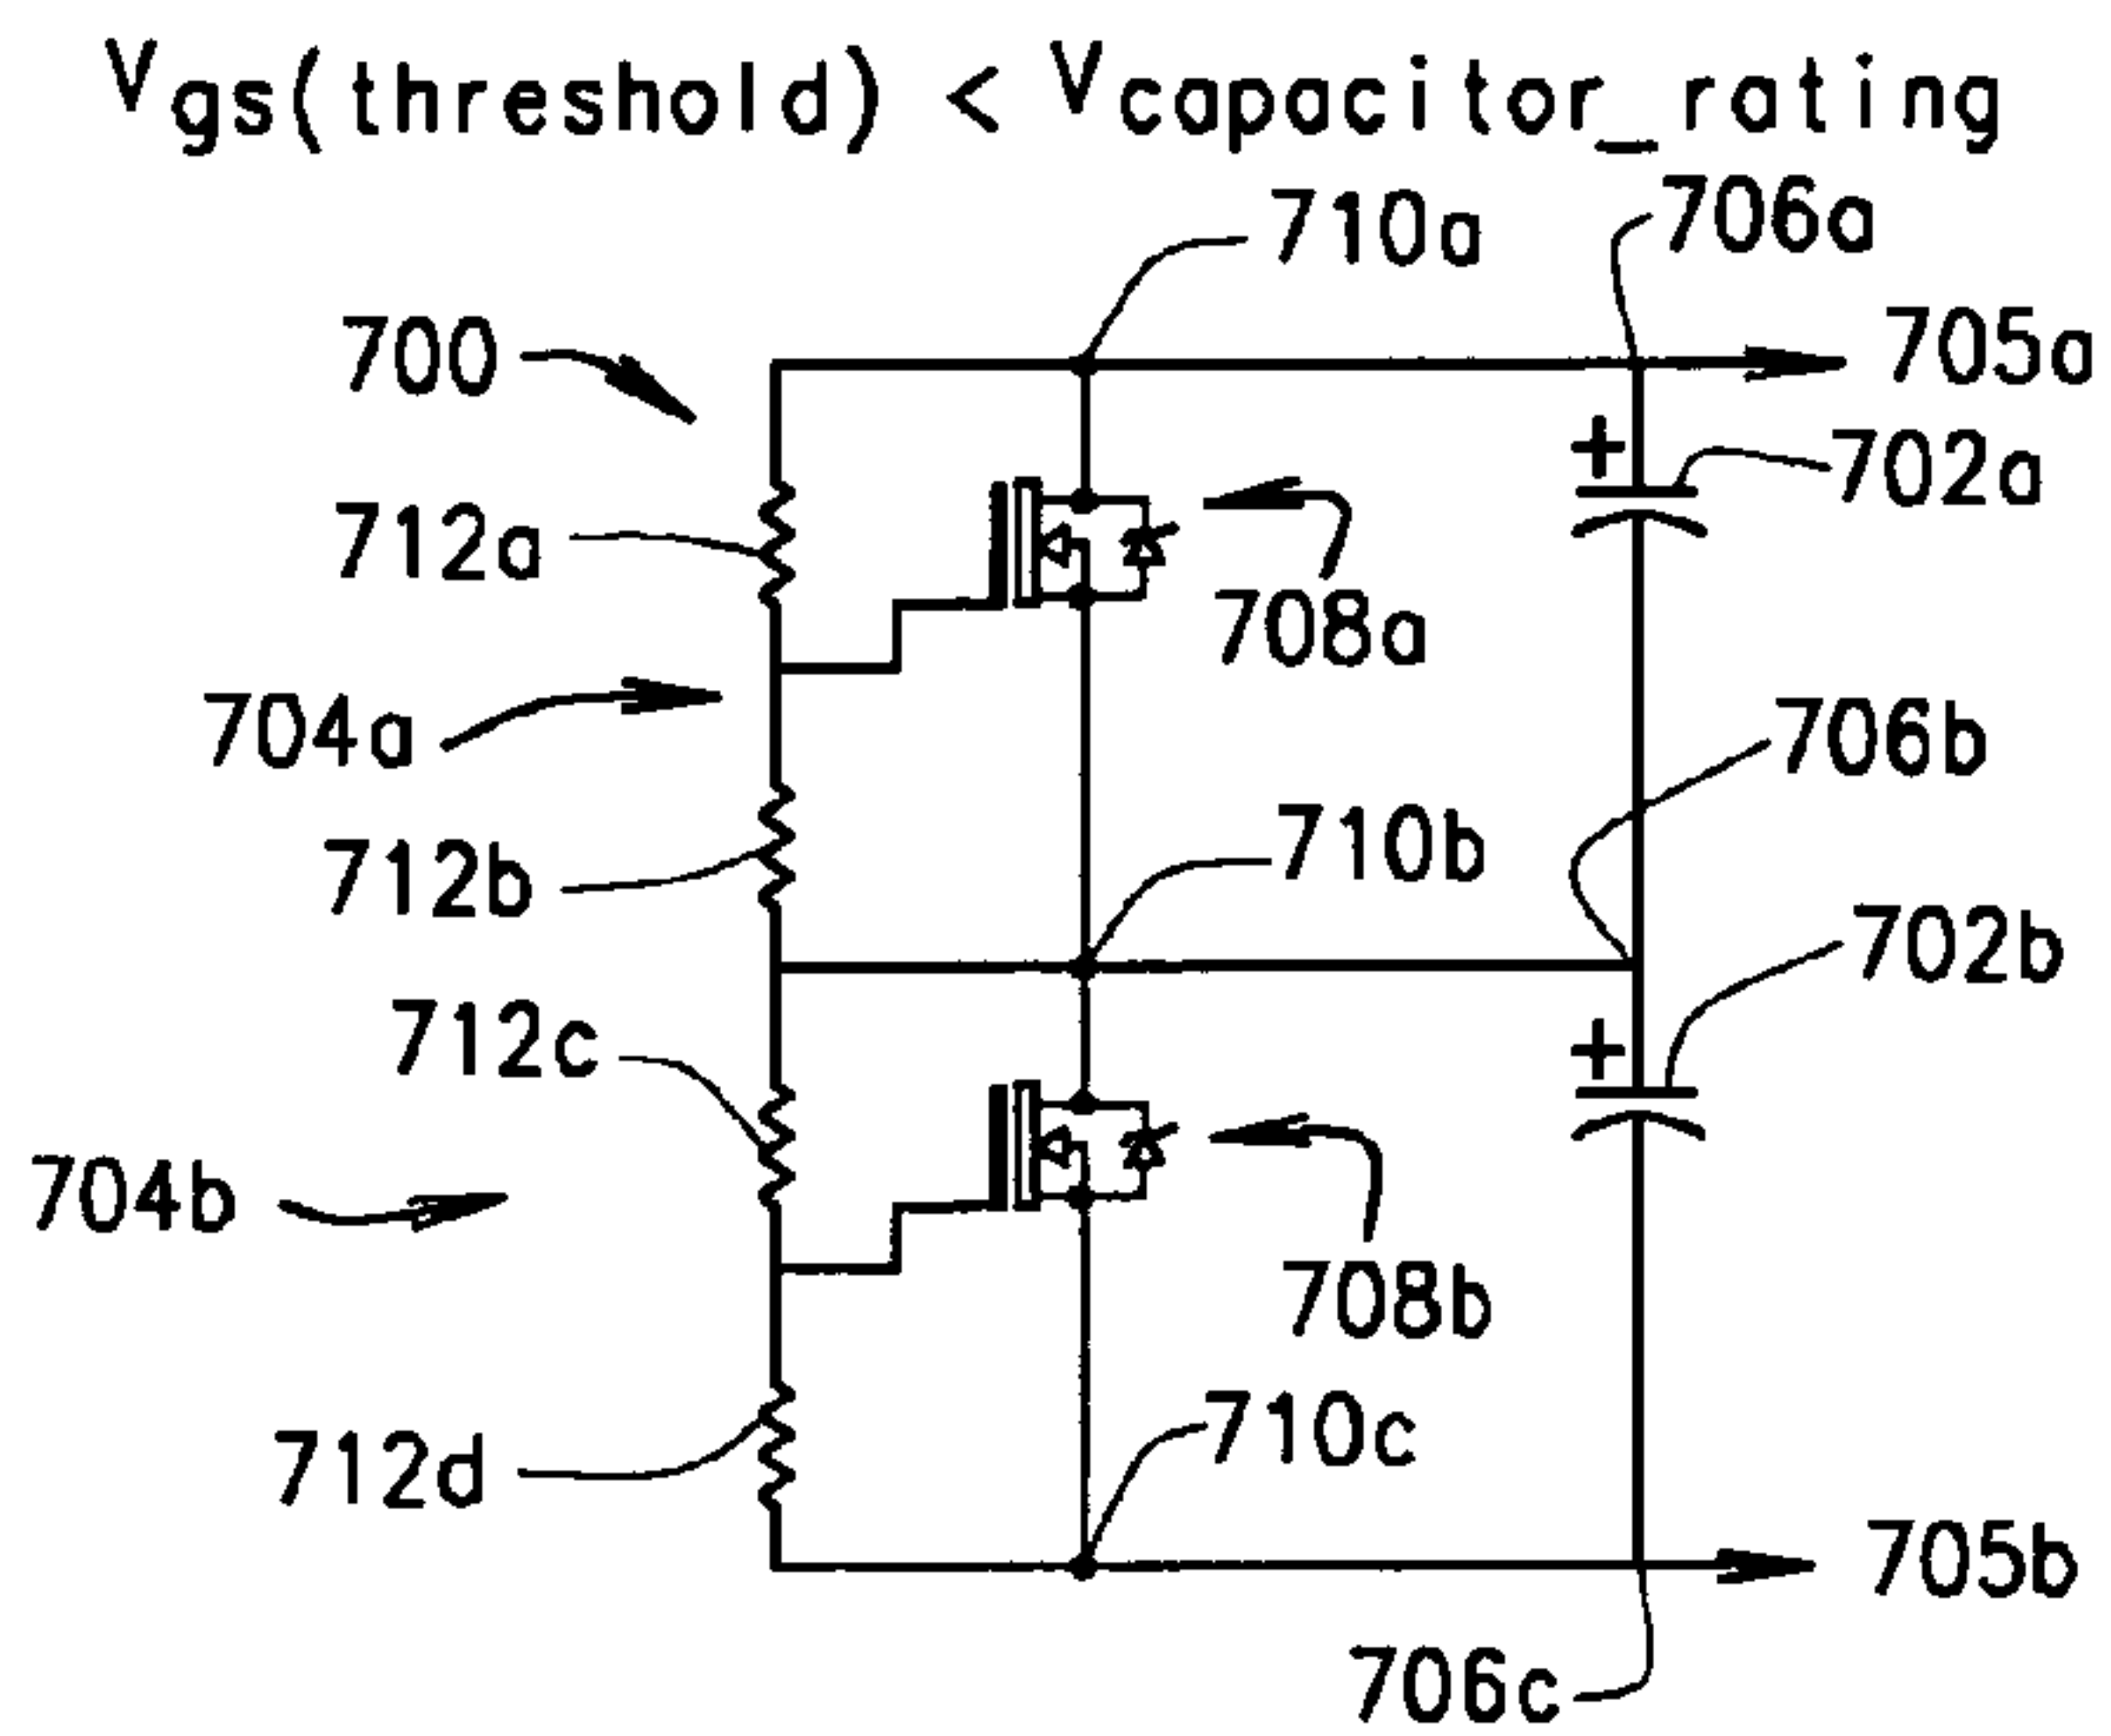 Vgs(threshold) < Vcapacitor_rating
710a
706a
700
705a
702a
712a
708a
704a
706b
710b
712b
702b
712c
704b
708b
710c
712d
705b
706c
+
+